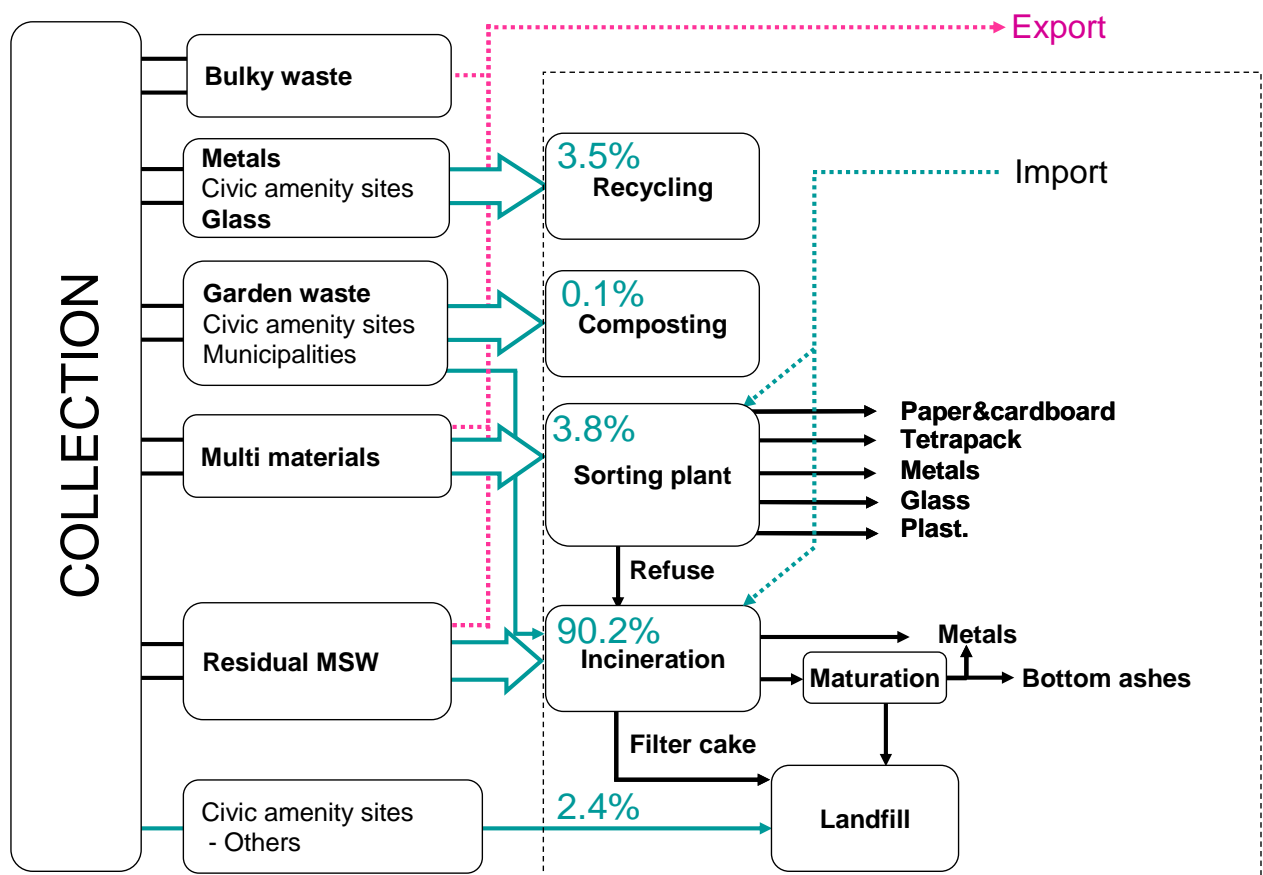 Export
Bulky waste
COLLECTION
Metals
Civic amenity sites
Glass
3.5%
Recycling
Import
Garden waste
Civic amenity sites
Municipalities
0.1%
Composting
Multi materials
3.8%
Sorting plant
Paper&cardboard
Tetrapack
Metals
Glass
Plast.
Refuse
Residual MSW
90.2%
Incineration
Metals
Maturation
Bottom ashes
Filter cake
Civic amenity sites
- Others
2.4%
Landfill